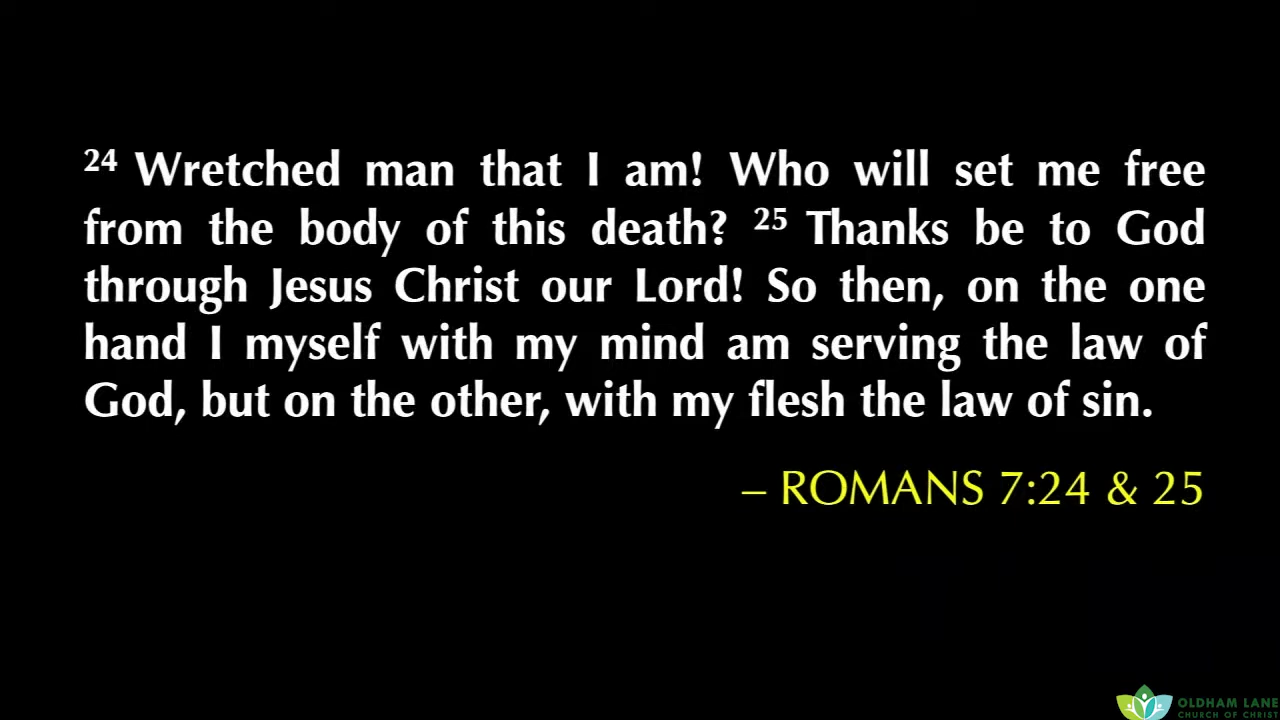 24 Wretched man that I am! Who will set me free
from the body of this death? 25 Thanks be to God
through Jesus Christ our Lord! So then, on the one
hand I myself with my mind am serving the law of
God, but on the other, with my flesh the law of sin.
– ROMANS 7:24 & 25
OLDHAM LANE
CHURCH OF CHRIST